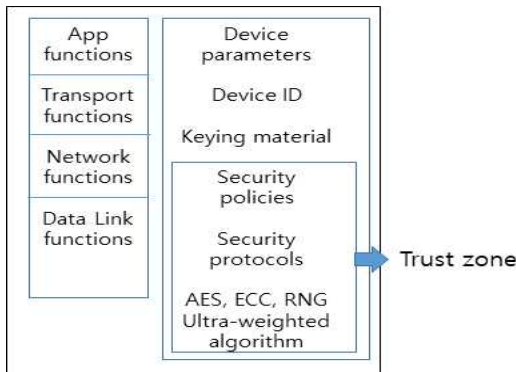 App
functions
Transport
functions
Network
functions
Data Link
functions
Device
parameters
Device ID
Keying material
Security
policies
Security
protocols
AES, ECC, RNG
Ultra-weighted
algorithm
Trust zone